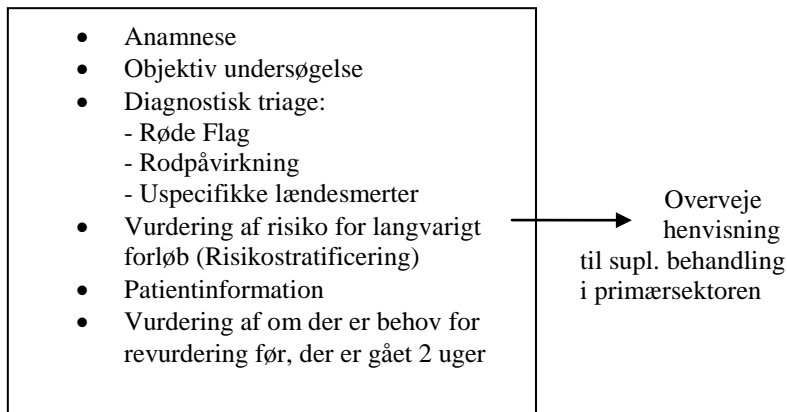 • Anamnese
• Objektiv undersøgelse
• Diagnostisk triage:
- Røde Flag
- Rodpåvirkning
- Uspecifikke lændesmerter
• Vurdering af risiko for langvarigt
forløb (Risikostratificering)
• Patientinformation
• Vurdering af om der er behov for
revurdering før, der er gået 2 uger
Overveje
henvisning
til supl. behandling
i primærsektoren